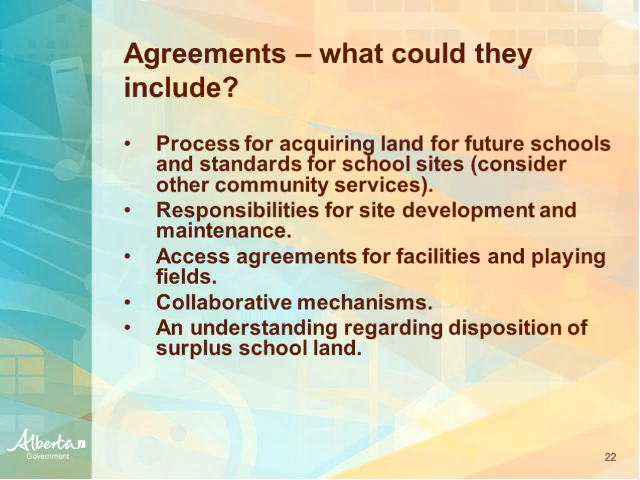 Agreements – what could they
include?
• Process for acquiring land for future schools
and standards for school sites (consider
other community services).
• Responsibilities for site development and
maintenance.
• Access agreements for facilities and playing
fields.
• Collaborative mechanisms.
• An understanding regarding disposition of
surplus school land.
Alberta
Government
22